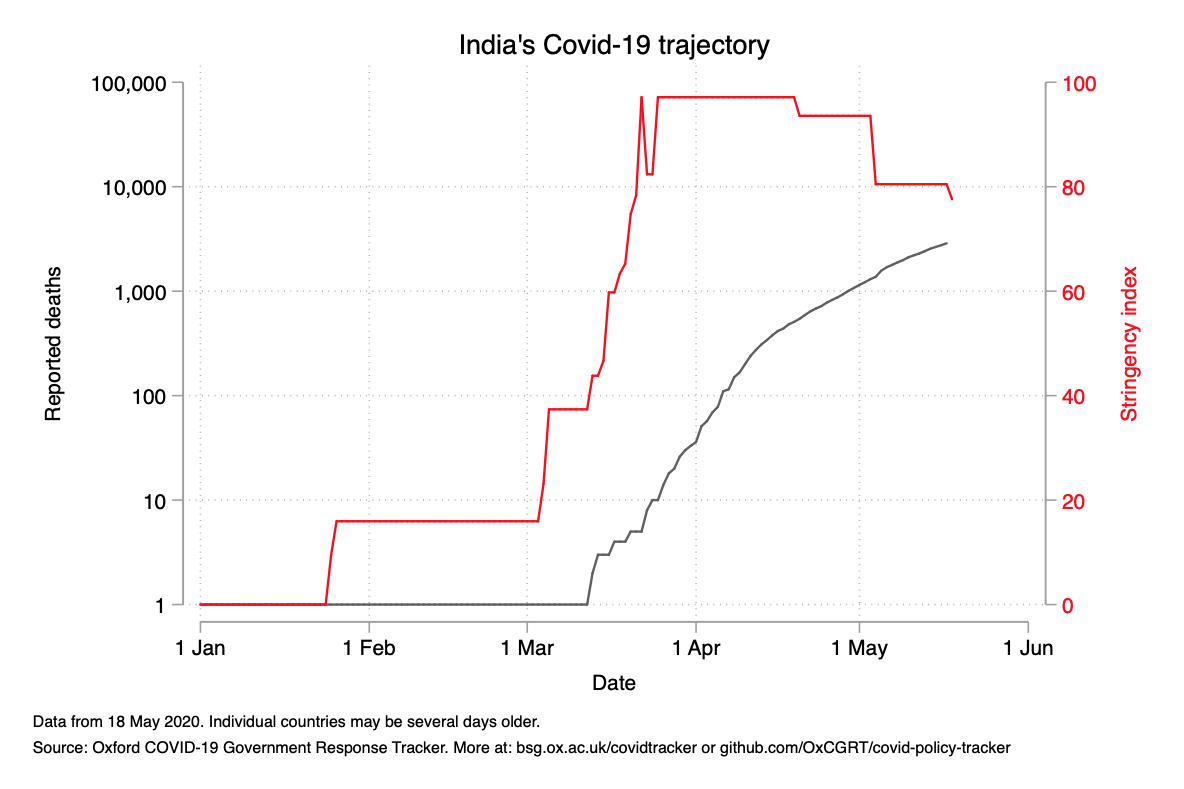 India's Covid-19 trajectory
100,000
10,000
1,000
100
10
1
Reported deaths
100
80
60
40
20
0
Stringency index
1 Jan
1 Feb
1 Mar
1 Apr
1 May
1 Jun
Date
Data from 18 May 2020. Individual countries may be several days older.
Source: Oxford COVID-19 Government Response Tracker. More at: bsg.ox.ac.uk/covidtracker or github.com/OxCGRT/covid-policy-tracker